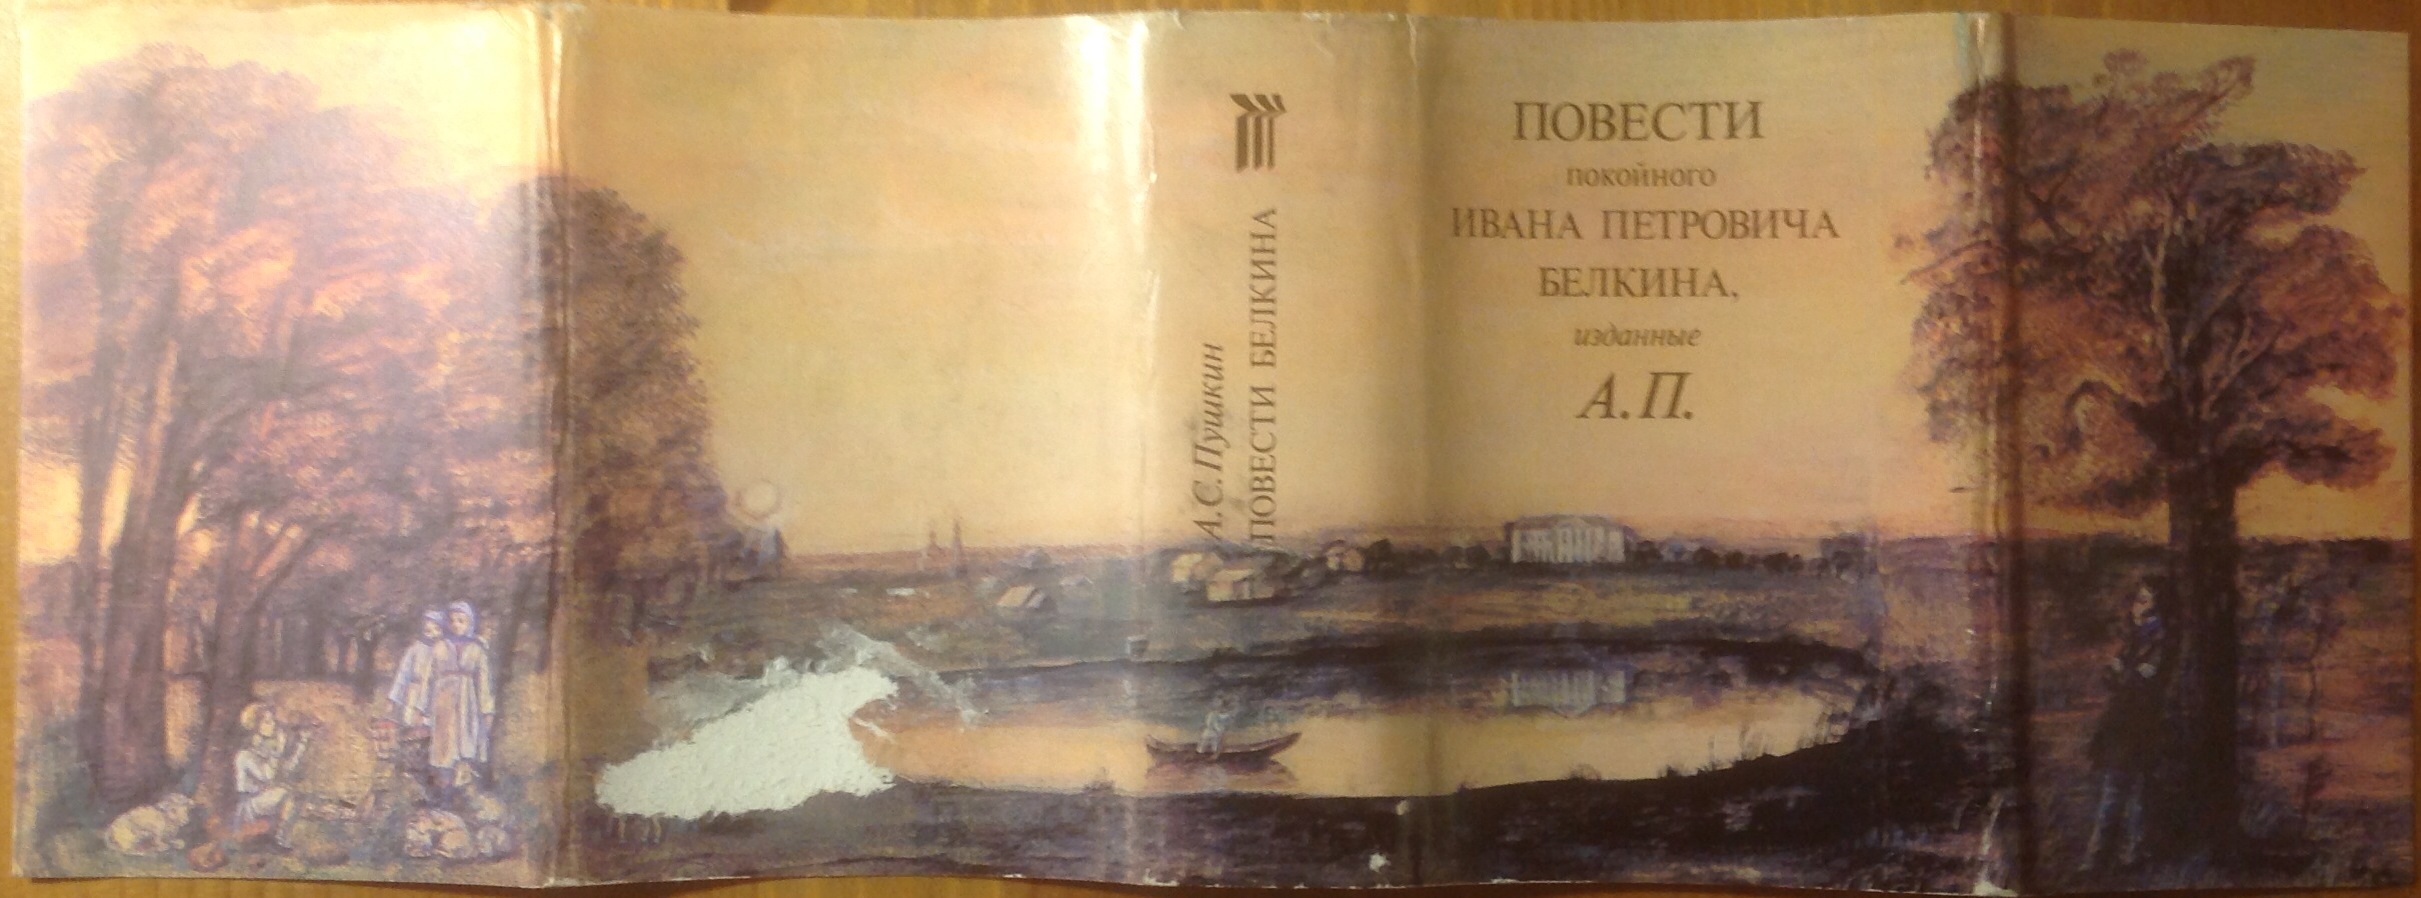 А.С.Пушкин
ПОВЕСТИ БЕЛКИНА
ПОВЕСТИ
покойного
ИВАНА ПЕТРОВИЧА
БЕЛКИНА,
изданные
А.П.